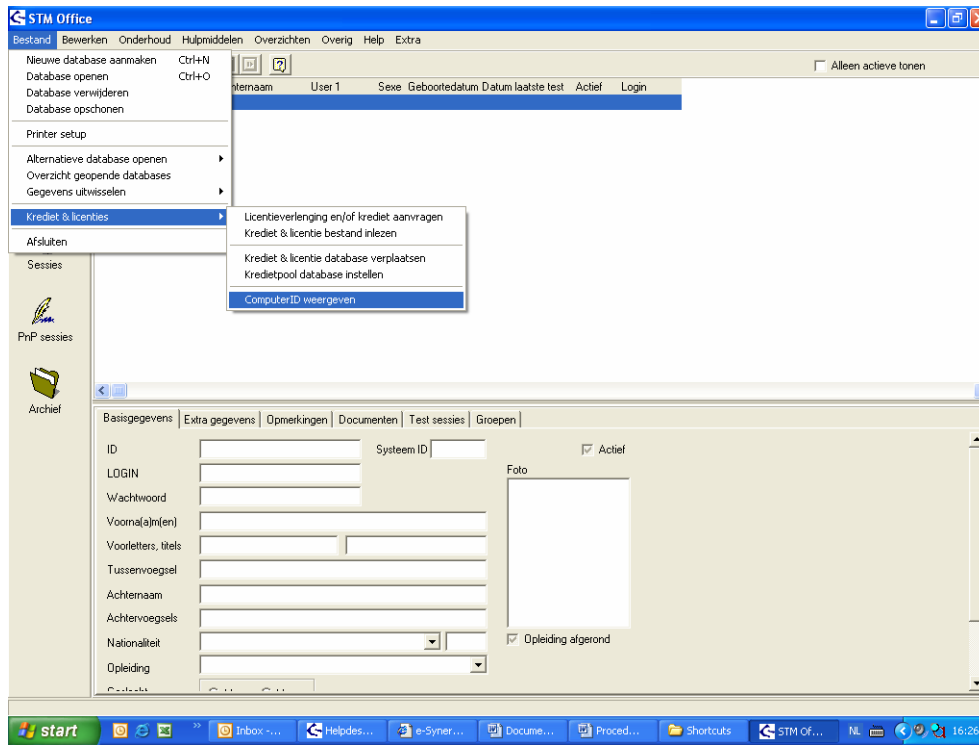 STM Office
Bestand Bewerken Onderhoud Hulpmiddelen Overzichten Overig Help Extra
Nieuwe database aanmaken Ctrl+N
Database openen Ctrl+O
Database verwijderen
Database opschonen
Printer setup
Alternatieve database openen
Overzicht geopende databases
Gegevens uitwisselen
Krediet & licenties
Afsluiten
Alleen actieve tonen
User 1 Sexe Geboortedatum Datum laatste test Actief Login
Licentieverlenging en/of krediet aanvragen
Krediet & licentie bestand inlezen
Krediet & licentie database verplaatsen
Kredietpool database instellen
ComputerID weergeven
Sessies
PnP sessies
Archief
Basisgegevens Extra gegevens Opmerkingen Documenten Test sessies Groepen
ID Systeem ID Actief
LOGIN Foto
Wachtwoord
Voorna(a)m(en)
Voorletters, titels
Tussenvoegsel
Achternaam
Achtervoegsels
Nationaliteit Opleiding afgerond
Opleiding
start Inbox -... Helpdes... e-Syner... Docume... Proced... Shortcuts STM Of... NL 16:29